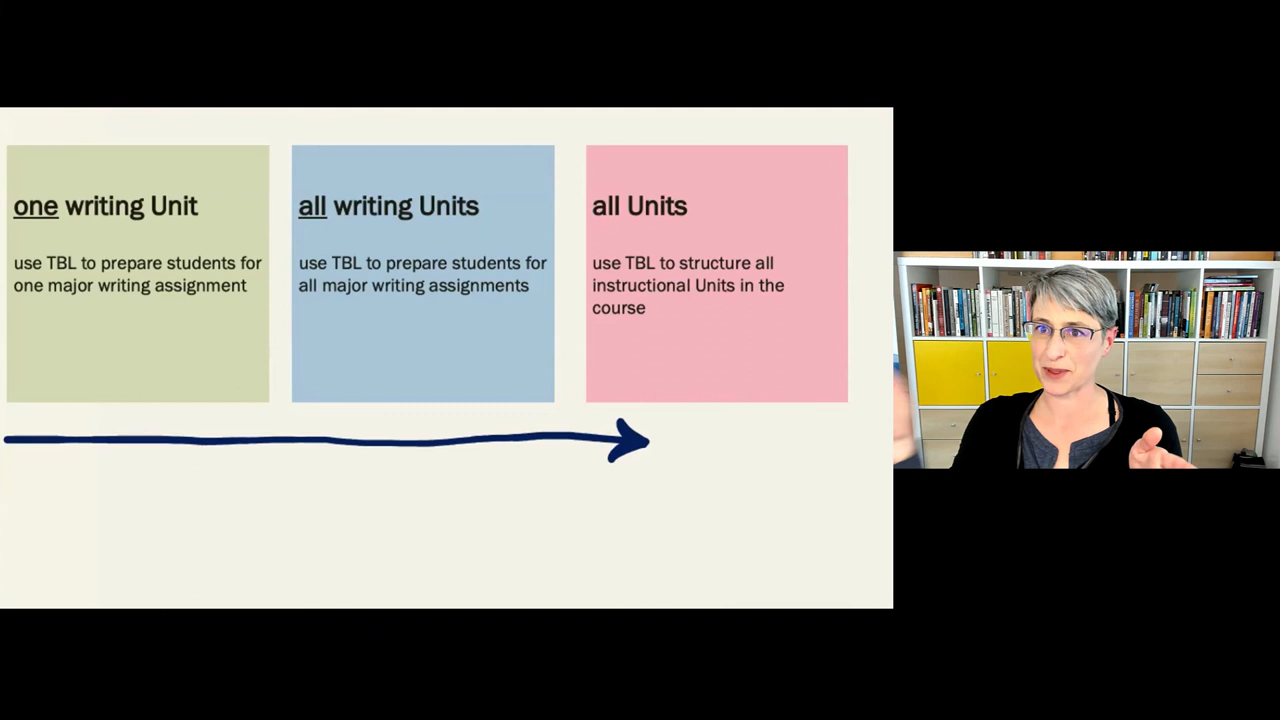 one writing Unit
use TBL to prepare students for
one major writing assignment
all writing Units
use TBL to prepare students for
all major writing assignments
all Units
use TBL to structure all
instructional Units in the
course